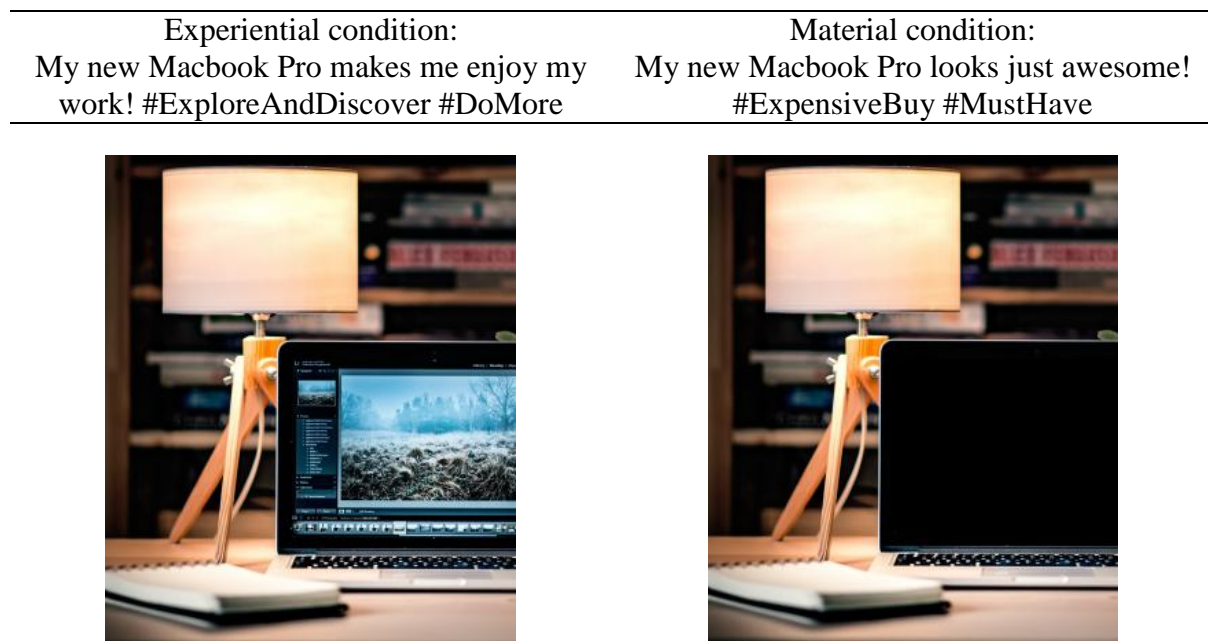 Experiential condition:
My new Macbook Pro makes me enjoy my
work! #ExploreAndDiscover #DoMore
Material condition:
My new Macbook Pro looks just awesome!
#ExpensiveBuy #MustHave